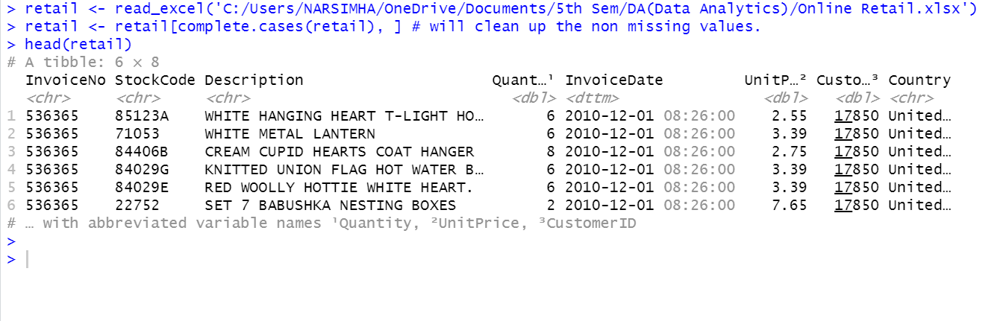 > retail <- read_excel('C:/Users/NARSIMHA/OneDrive/Documents/5th Sem/DA(Data Analytics)/Online Retail.xlsx')
> retail <- retail[complete.cases(retail), ] # will clean up the non missing values.
> head(retail)
# A tibble: 6 × 8
InvoiceNo StockCode Description Quant…¹ InvoiceDate UnitP…² Custo…³ Country
<chr> <chr> <chr> <dbl> <dttm> <dbl> <dbl> <chr>
1 536365 85123A WHITE HANGING HEART T-LIGHT HO… 6 2010-12-01 08:26:00 2.55 17850 United…
2 536365 71053 WHITE METAL LANTERN 6 2010-12-01 08:26:00 3.39 17850 United…
3 536365 84406B CREAM CUPID HEARTS COAT HANGER 8 2010-12-01 08:26:00 2.75 17850 United…
4 536365 84029G KNITTED UNION FLAG HOT WATER B… 6 2010-12-01 08:26:00 3.39 17850 United…
5 536365 84029E RED WOOLLY HOTTIE WHITE HEART. 6 2010-12-01 08:26:00 3.39 17850 United…
6 536365 22752 SET 7 BABUSHKA NESTING BOXES 2 2010-12-01 08:26:00 7.65 17850 United…
# … with abbreviated variable names ¹Quantity, ²UnitPrice, ³CustomerID
>
>